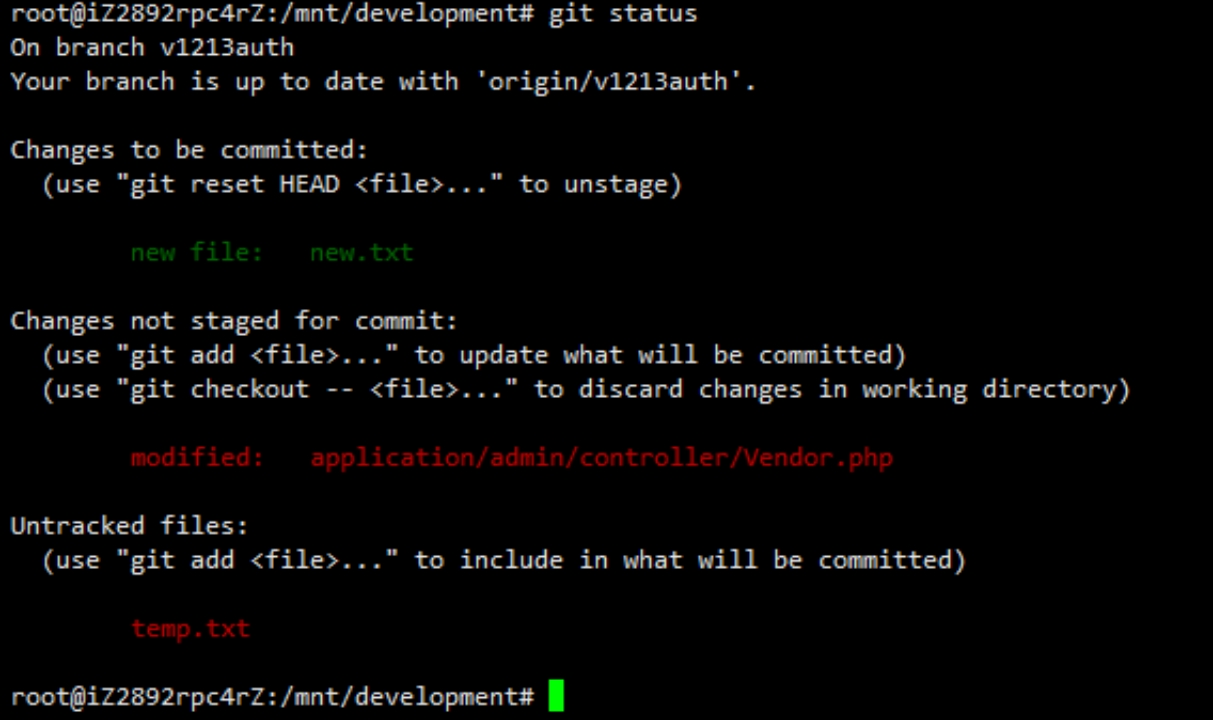 root@iZ2892rpc4rZ:/mnt/development# git status
On branch v1213auth
Your branch is up to date with 'origin/v1213auth'.
Changes to be committed:
(use "git reset HEAD <file>..." to unstage)
new file: new.txt
Changes not staged for commit:
(use "git add <file>..." to update what will be committed)
(use "git checkout -- <file>..." to discard changes in working directory)
modified: application/admin/controller/Vendor.php
Untracked files:
(use "git add <file>..." to include in what will be committed)
temp.txt
root@iZ2892rpc4rZ:/mnt/development#